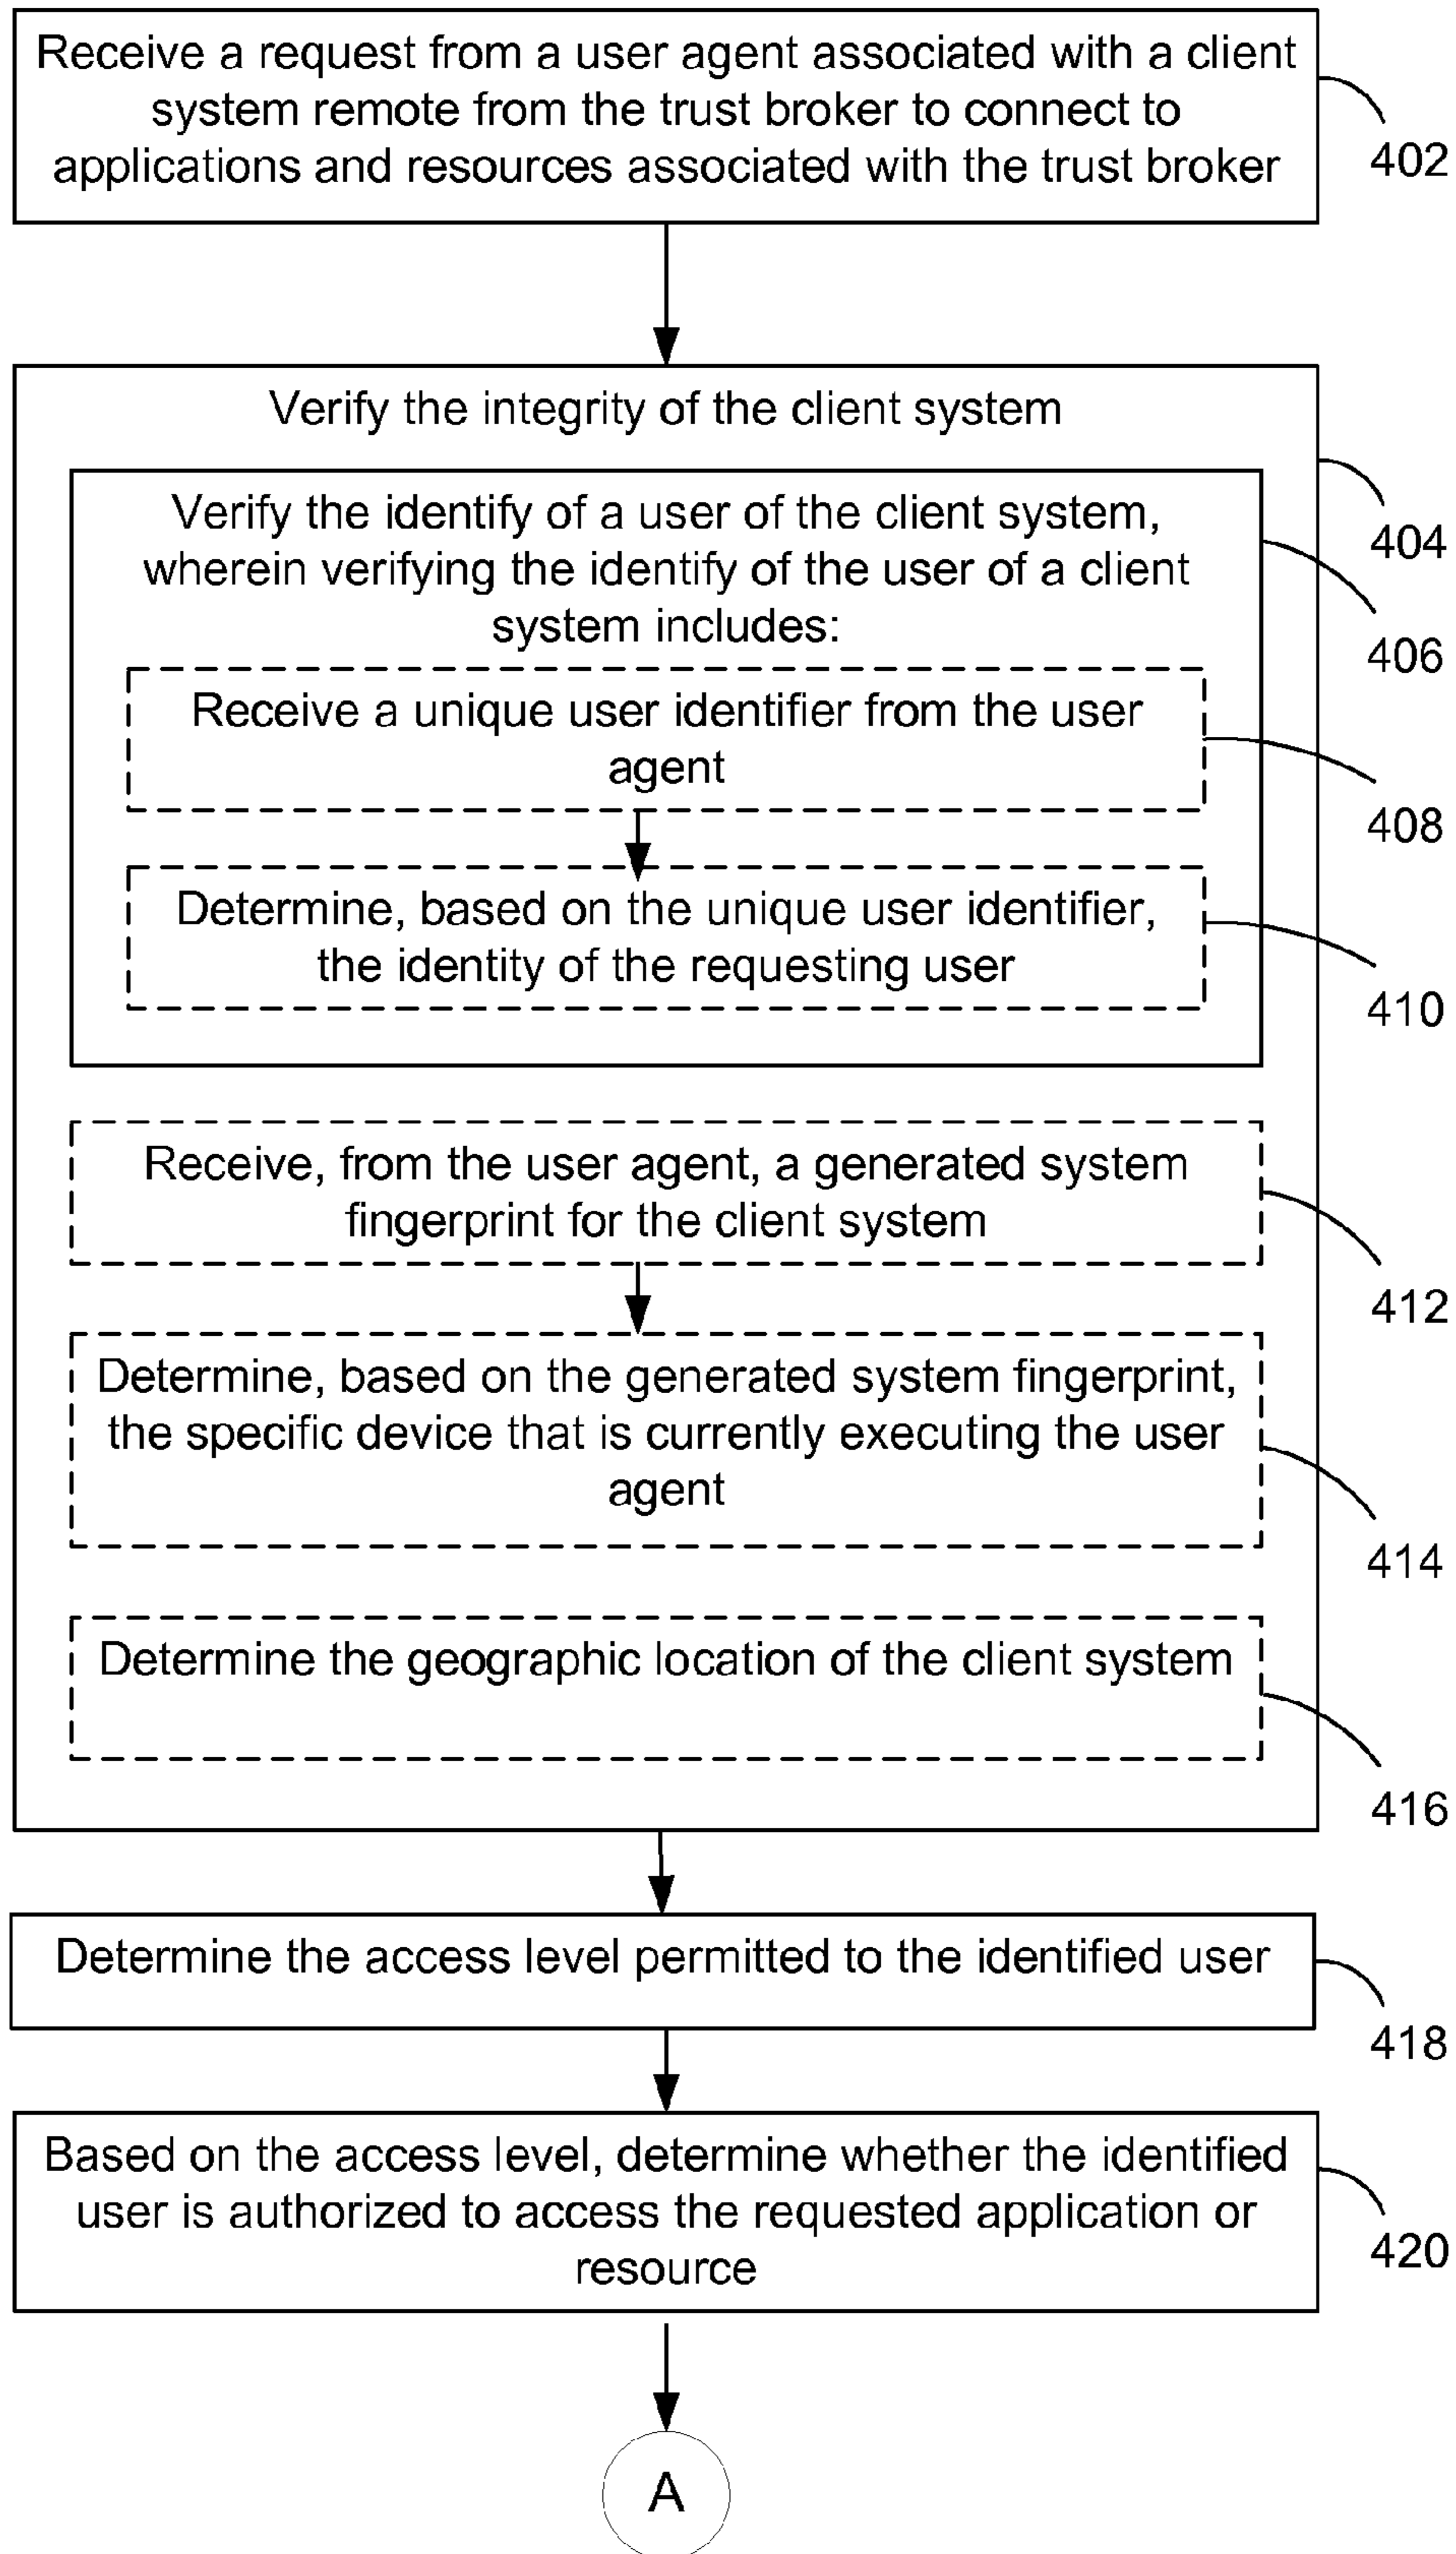 Receive a request from a user agent associated with a client
system remote from the trust broker to connect to
applications and resources associated with the trust broker
402
Verify the integrity of the client system
404
Verify the identify of a user of the client system,
wherein verifying the identify of the user of a client
system includes:
406
Receive a unique user identifier from the user
agent
408
Determine, based on the unique user identifier,
the identity of the requesting user
410
Receive, from the user agent, a generated system
fingerprint for the client system
412
Determine, based on the generated system fingerprint,
the specific device that is currently executing the user
agent
414
Determine the geographic location of the client system
416
Determine the access level permitted to the identified user
418
Based on the access level, determine whether the identified
user is authorized to access the requested application or
resource
420
A